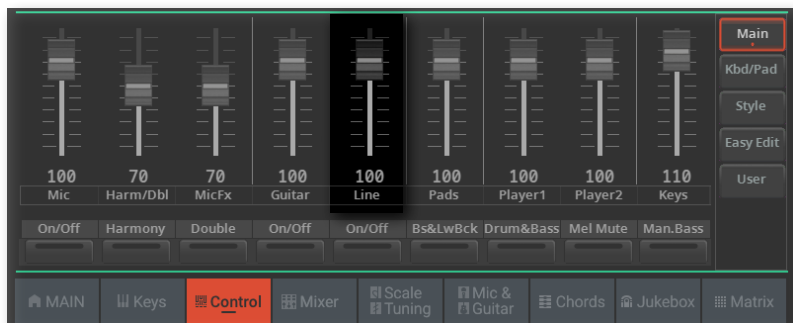 Main
Kbd/Pad
Style
Easy Edit
User
100 70 70 100 100 100 100 100 110
Mic Harm/Dbl MicFx Guitar Line Pads Player1 Player2 Keys
On/Off Harmony Double On/Off On/Off Bs&LwBck Drum&Bass Mel Mute Man.Bass
MAIN Keys Control Mixer Scale Tuning Mic & Guitar Chords Jukebox Matrix